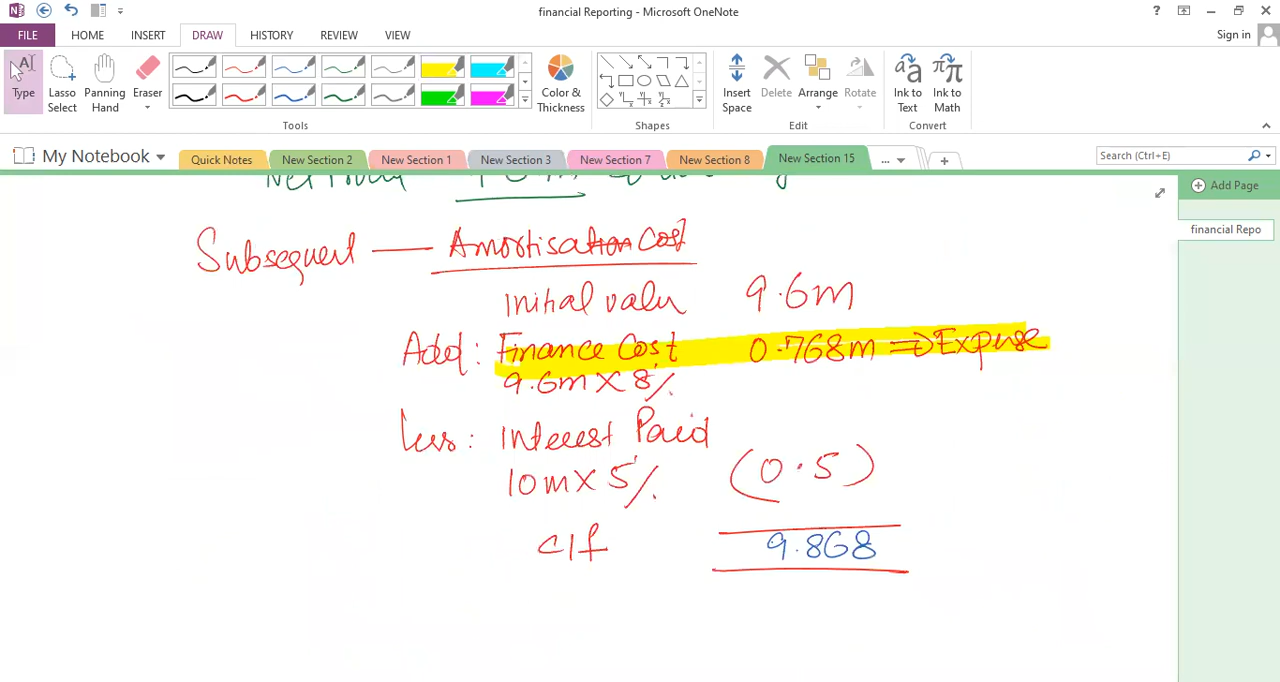 financial Reporting - Microsoft OneNote
?
Sign in
FILE HOME INSERT DRAW HISTORY REVIEW VIEW
Type
Lasso Select
Panning Hand
Eraser
Color & Thickness
Insert Space
Delete
Arrange
Rotate
Ink to Text
Ink to Math
Tools
Shapes
Edit
Convert
My Notebook
Quick Notes
New Section 2
New Section 1
New Section 3
New Section 7
New Section 8
New Section 15
...
Search (Ctrl+E)
Add Page
financial Repo
Subsequent — Amortisation Cost
Initial valu 9.6m
Add: Finance Cost 0.768m => Expense
9.6m X 8%
Less: Interest Paid
10m X 5% (0.5)
c/f 9.868